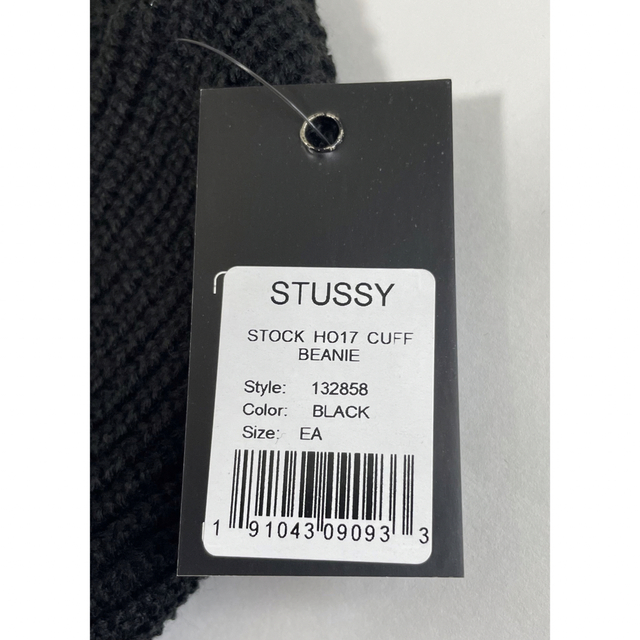 STUSSY
STOCK HO17 CUFF
BEANIE
Style: 132858
Color: BLACK
Size: EA
1 91043 09093 3